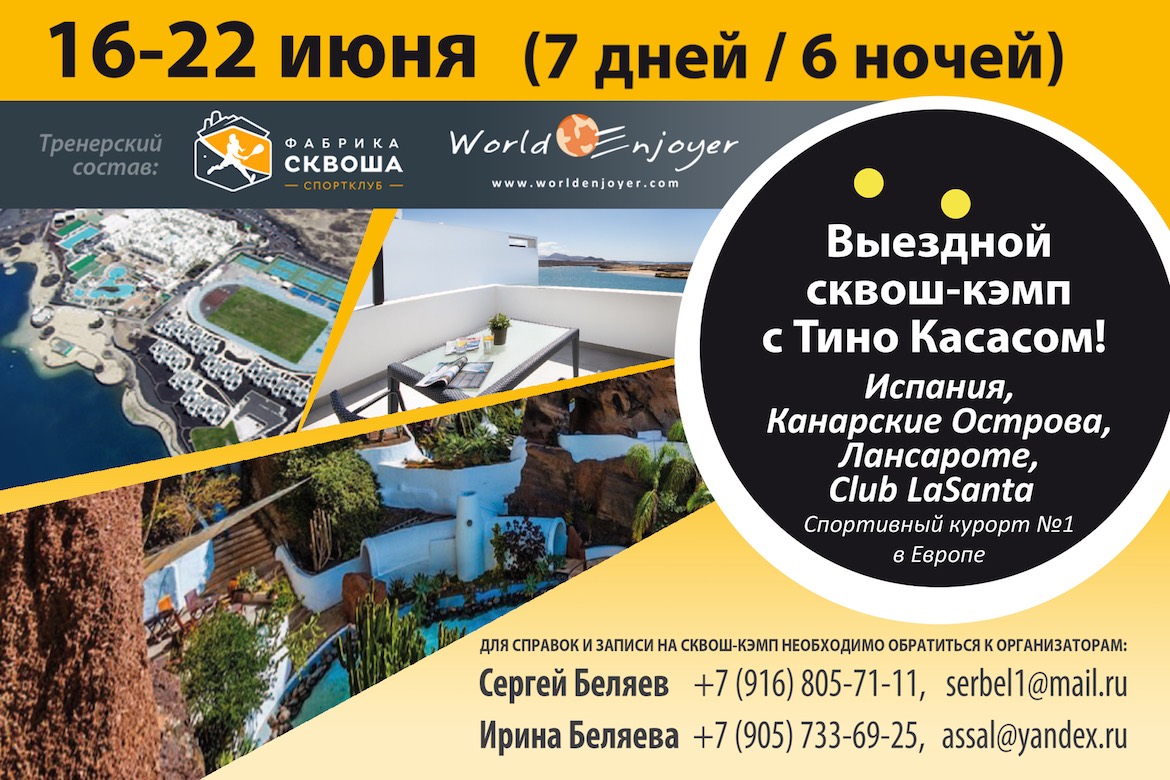 16-22 июня (7 дней / 6 ночей)
Тренерский
состав:
ФАБРИКА
СКВОША
СПОРТКЛУБ
World Enjoyer
www.worldenjoyer.com
Выездной
сквош-кэмп
с Тино Касасом!
Испания,
Канарские Острова,
Лансароте,
Club LaSanta
Спортивный курорт №1
в Европе
ДЛЯ СПРАВОК И ЗАПИСИ НА СКВОШ-КЭМП НЕОБХОДИМО ОБРАТИТЬСЯ К ОРГАНИЗАТОРАМ:
Сергей Беляев +7 (916) 805-71-11, serbel1@mail.ru
Ирина Беляева +7 (905) 733-69-25, assal@yandex.ru